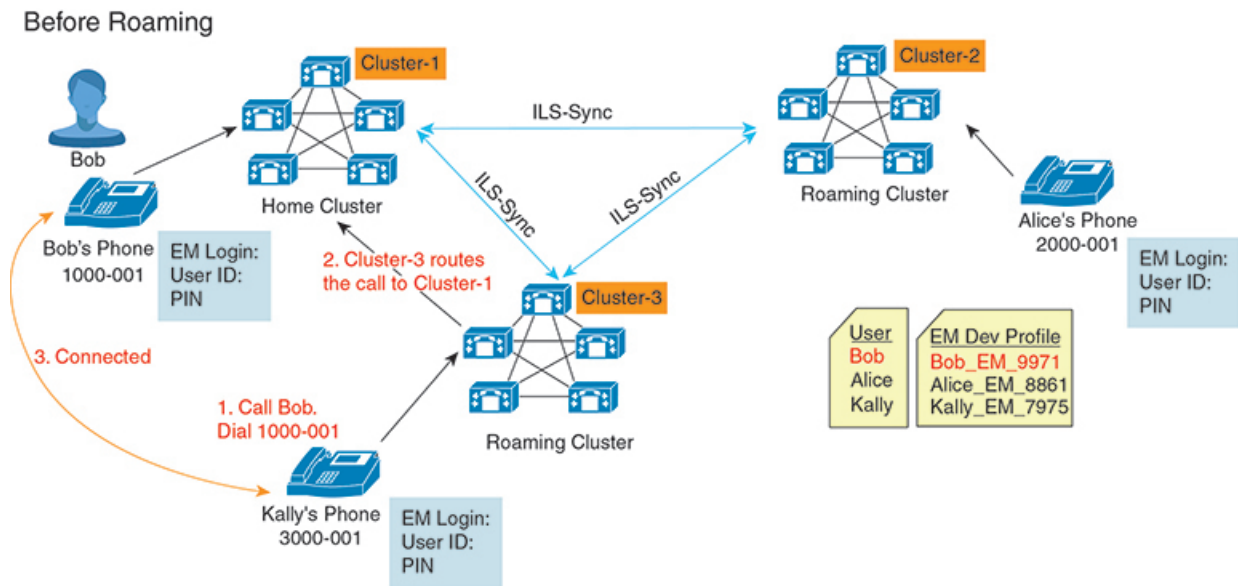 Before Roaming
Cluster-1
Cluster-2
Bob
ILS-Sync
ILS-Sync
ILS-Sync
Home Cluster
Roaming Cluster
Bob's Phone
1000-001
EM Login:
User ID:
PIN
Alice's Phone
2000-001
EM Login:
User ID:
PIN
2. Cluster-3 routes
the call to Cluster-1
Cluster-3
3. Connected
1. Call Bob.
Dial 1000-001
Roaming Cluster
User
Bob
Alice
Kally
EM Dev Profile
Bob_EM_9971
Alice_EM_8861
Kally_EM_7975
Kally's Phone
3000-001
EM Login:
User ID:
PIN